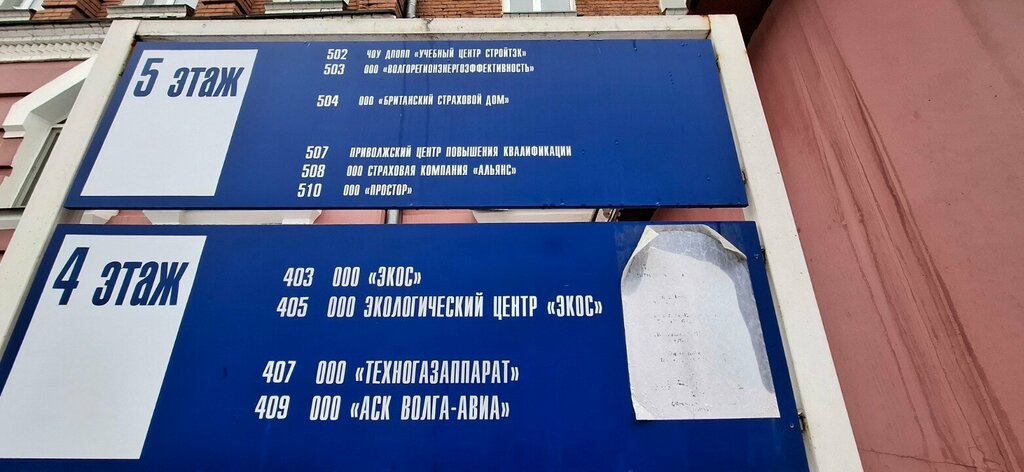 5 этаж
502 ЧОУ ДПОПП «УЧЕБНЫЙ ЦЕНТР СТРОЙТЭК»
503 ООО «ВОЛГОРЕГИОНЭНЕРГОЭФФЕКТИВНОСТЬ»
504 ООО «БРИТАНСКИЙ СТРАХОВОЙ ДОМ»
507 ПРИВОЛЖСКИЙ ЦЕНТР ПОВЫШЕНИЯ КВАЛИФИКАЦИИ
508 ООО СТРАХОВАЯ КОМПАНИЯ «АЛЬЯНС»
510 ООО «ПРОСТОР»
4 этаж
403 ООО «ЭКОС»
405 ООО ЭКОЛОГИЧЕСКИЙ ЦЕНТР «ЭКОС»
407 ООО «ТЕХНОГАЗАППАРАТ»
409 ООО «АСК ВОЛГА-АВИА»